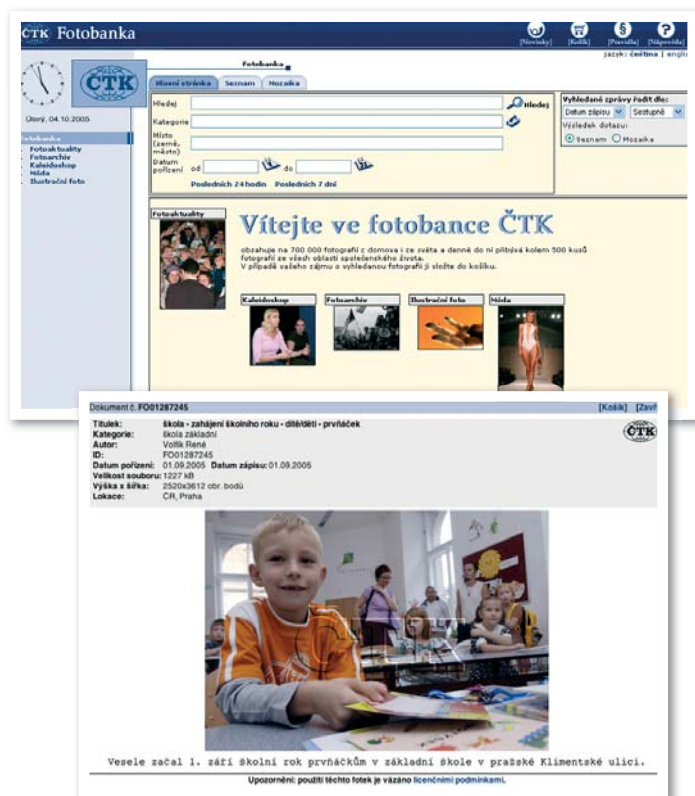 ČTK Fotobanka
[Novinky] [Košík] [Pravidla] [Nápověda]
jazyk: čeština | englis
Fotobanka
ČTK
Hlavní stránka Seznam Mozaika
Hledej
Hledej
Kategorie
Místo
(země,
město)
Datum
pořízení od do
Posledních 24 hodin Posledních 7 dní
Vyhledané zprávy řadit dle:
Datum zápisu Sestupně
Výsledek dotazu:
Seznam Mozaika
Úterý, 04.10.2005
Fotobanka
Fotoaktuality
Fotoarchiv
Kaleidoskop
Móda
Ilustrační foto
Fotoaktuality
Vítejte ve fotobance ČTK
obsahuje na 700 000 fotografií z domova i ze světa a denně do ní přibývá kolem 500 kusů
fotografií ze všech oblastí společenského života.
V případě vašeho zájmu o vyhledanou fotografii ji vložte do košíku.
Kaleidoskop Fotoarchiv Ilustrační foto Móda
Dokument č. FO01287245 [Košík] [Zavř
Titulek: škola - zahájení školního roku - dítě/děti - prvňáček
Kategorie: škola základní
Autor: Volfík René
ID: FO01287245
Datum pořízení: 01.09.2005 Datum zápisu: 01.09.2005
Velikost souboru: 1227 kB
Výška x šířka: 2520x3612 obr. bodů
Lokace: ČR, Praha
ČTK
ČTK
Vesele začal 1. září školní rok prvňáčkům v základní škole v pražské Klimentské ulici.
Upozornění: použití těchto fotek je vázáno licenčními podmínkami.